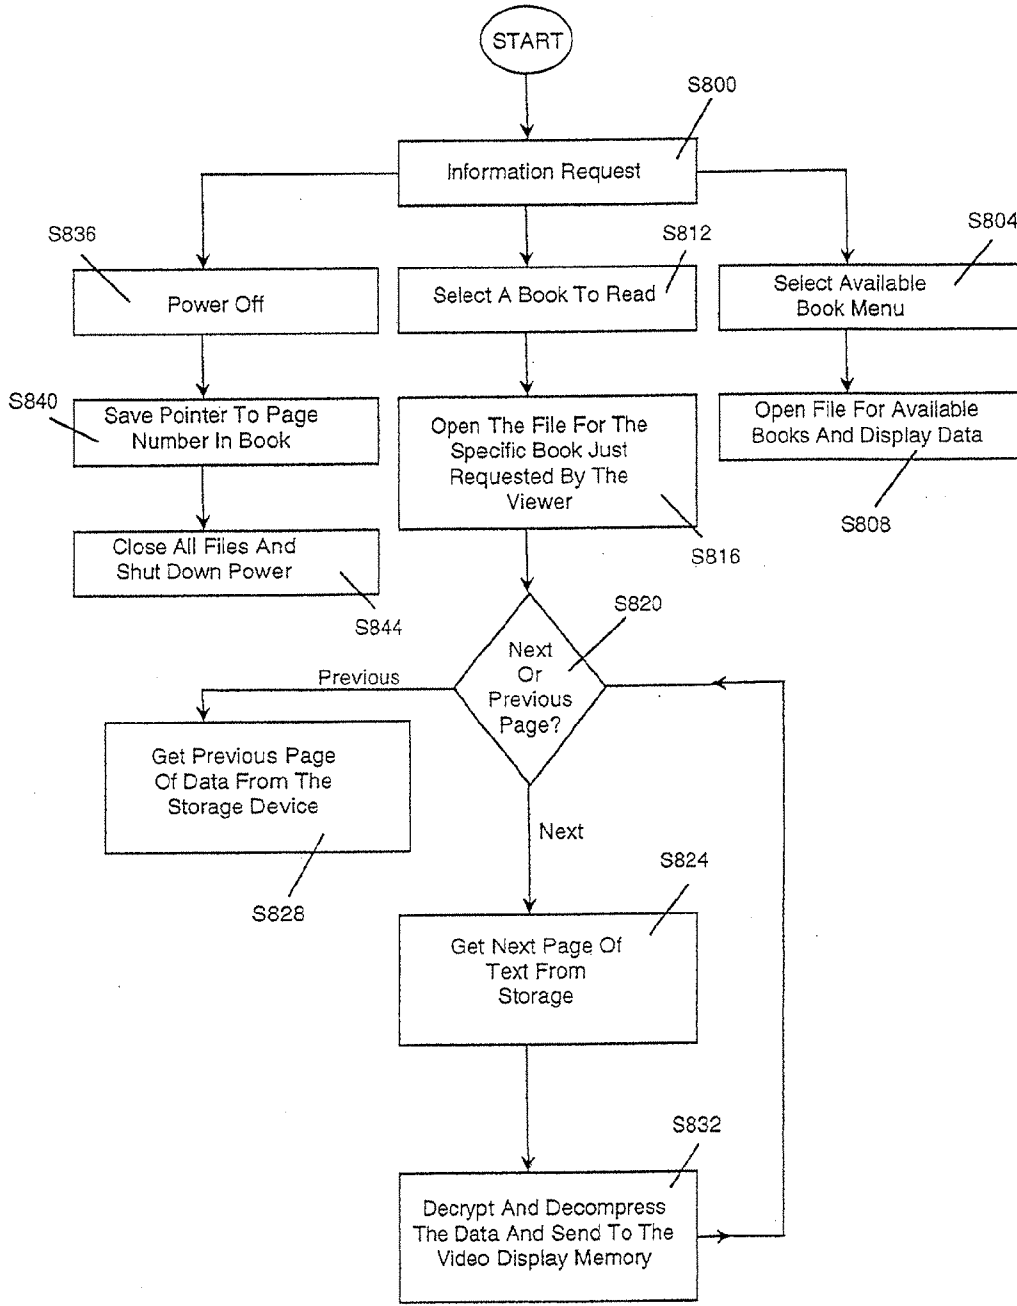 START
S800
Information Request
S836
S812
S804
Power Off
Select A Book To Read
Select Available
Book Menu
S840
Save Pointer To Page
Number In Book
Open The File For The
Specific Book Just
Requested By The
Viewer
Open File For Available
Books And Display Data
S808
Close All Files And
Shut Down Power
S816
S844
S820
Next
Or
Previous
Page?
Previous
Get Previous Page
Of Data From The
Storage Device
S828
Next
S824
Get Next Page Of
Text From
Storage
S832
Decrypt And Decompress
The Data And Send To The
Video Display Memory